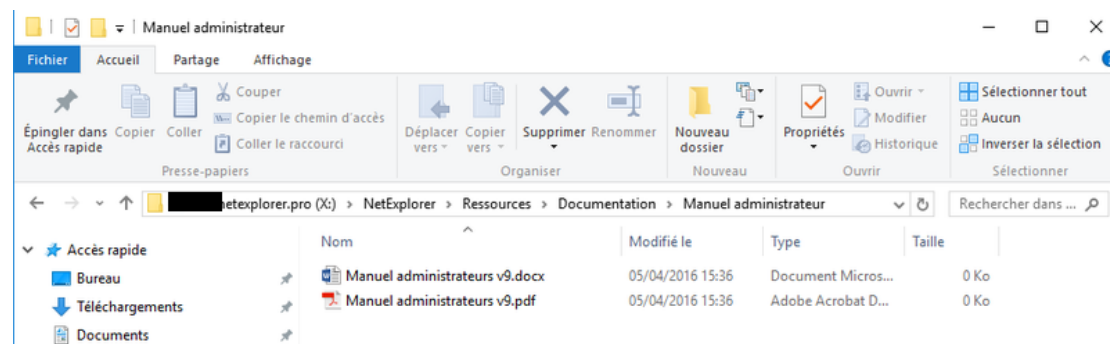 Manuel administrateur
Fichier Accueil Partage Affichage
Épingler dans Accès rapide
Copier
Coller
Couper
Copier le chemin d'accès
Coller le raccourci
Déplacer vers
Copier vers
Supprimer
Renommer
Nouveau dossier
Propriétés
Ouvrir
Modifier
Historique
Sélectionner tout
Aucun
Inverser la sélection
Presse-papiers Organiser Nouveau Ouvrir Sélectionner
netexplorer.pro (X:) > NetExplorer > Ressources > Documentation > Manuel administrateur
Rechercher dans ...
Accès rapide
Bureau
Téléchargements
Documents
Nom Modifié le Type Taille
Manuel administrateurs v9.docx 05/04/2016 15:36 Document Micros... 0 Ko
Manuel administrateurs v9.pdf 05/04/2016 15:36 Adobe Acrobat D... 0 Ko